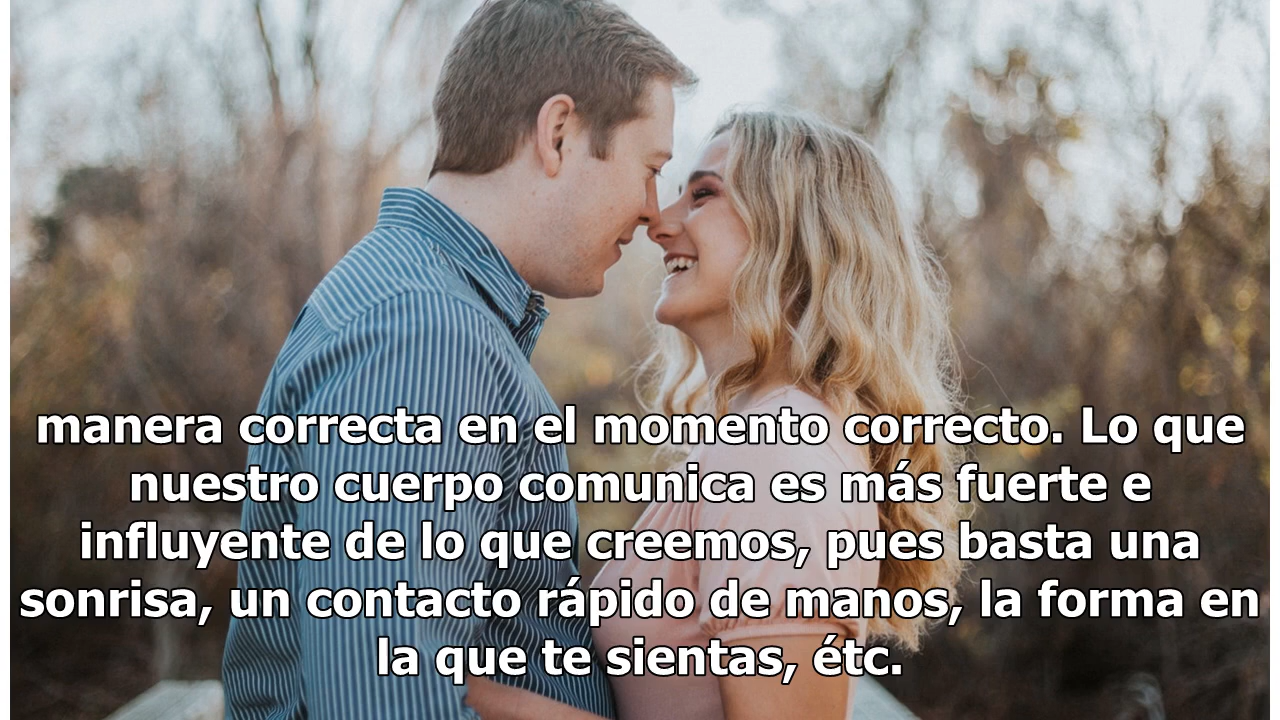 manera correcta en el momento correcto. Lo que
nuestro cuerpo comunica es más fuerte e
influyente de lo que creemos, pues basta una
sonrisa, un contacto rápido de manos, la forma en
la que te sientas, étc.